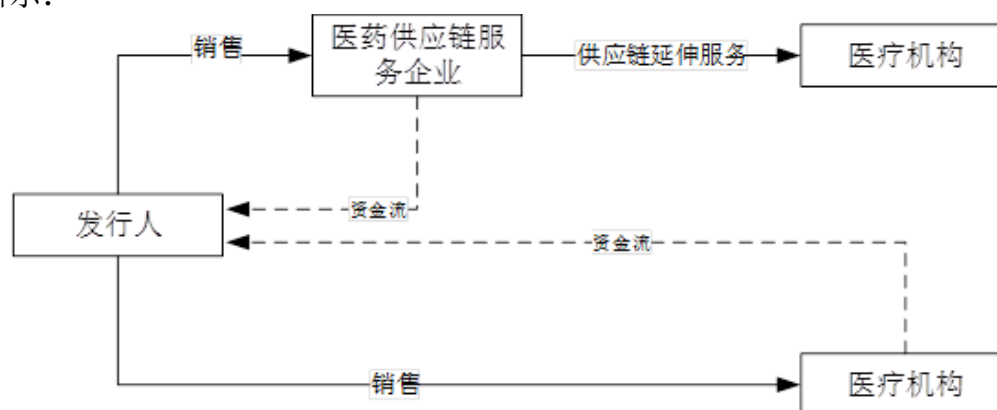 示：
销售
医药供应链服
务企业
供应链延伸服务
医疗机构
资金流
发行人
资金流
销售
医疗机构